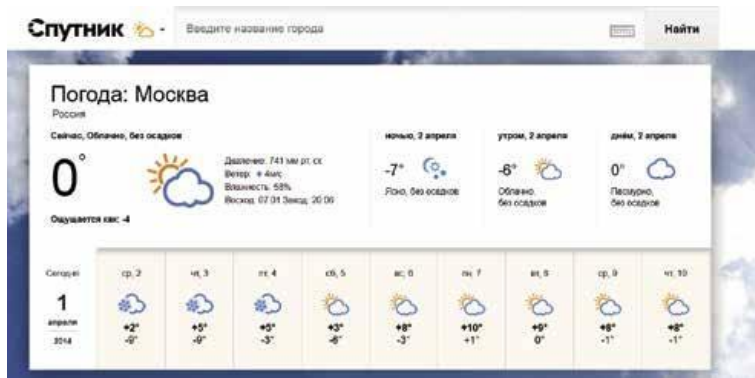 Спутник
Введите название города
Найти
Погода: Москва
Россия
Сейчас, Облачно, без осадков
0°
Давление: 741 мм рт. ст.
Ветер: 4м/с
Влажность: 58%
Восход: 07:01 Заход: 20:00
Ощущается как: -4
ночью, 2 апреля
-7°
Ясно, без осадков
утром, 2 апреля
-6°
Облачно,
без осадков
днём, 2 апреля
0°
Пасмурно,
без осадков
Сегодня
1
апреля
2014
ср, 2
+2°
-9°
чт, 3
+5°
-9°
пт, 4
+5°
-3°
сб, 5
+3°
-6°
вс, 6
+8°
-3°
пн, 7
+10°
+1°
вт, 8
+9°
0°
ср, 9
+8°
-1°
чт, 10
+8°
-1°